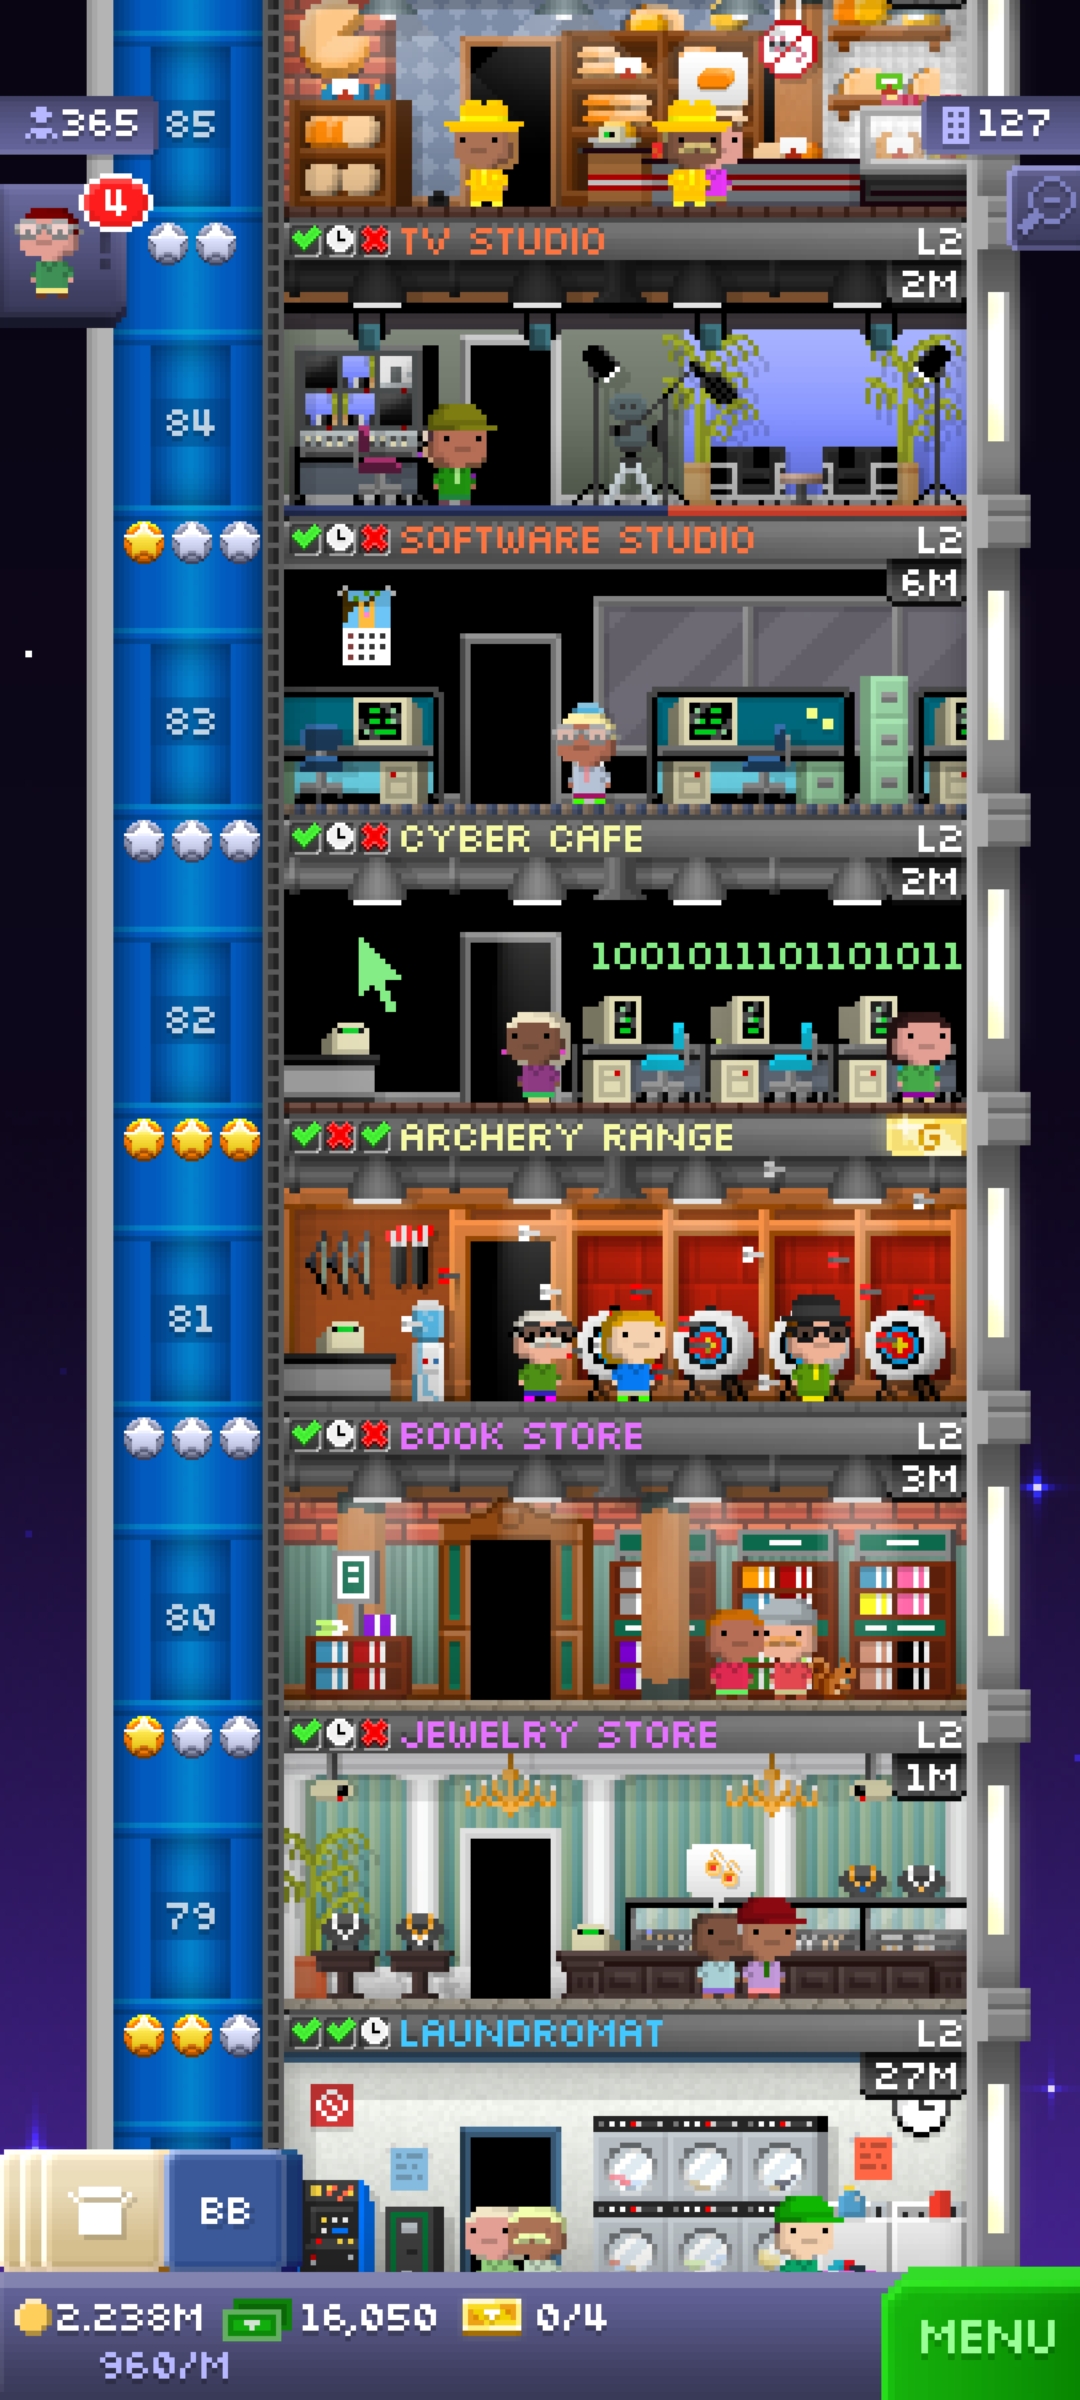 365
85
127
4
TV STUDIO L2
2M
84
SOFTWARE STUDIO L2
6M
83
CYBER CAFE L2
2M
1001011101101011
82
ARCHERY RANGE G
81
BOOK STORE L2
3M
80
JEWELRY STORE L2
1M
79
LAUNDROMAT L2
27M
BB
2.238M 16,050 0/4
960/M
MENU